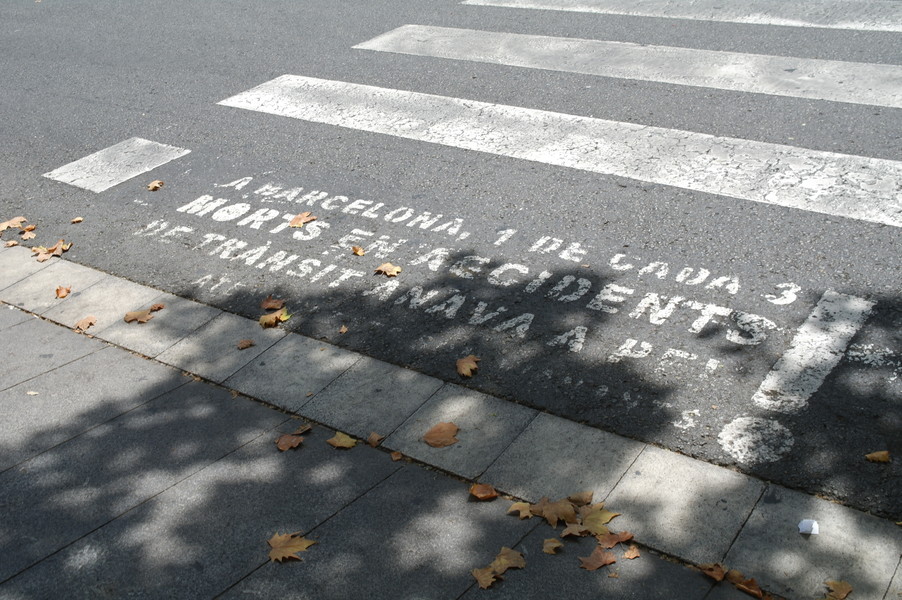 A BARCELONA, 1 DE CADA 3
MORTS EN ACCIDENTS
DE TRÀNSIT ANAVA A PEU
!